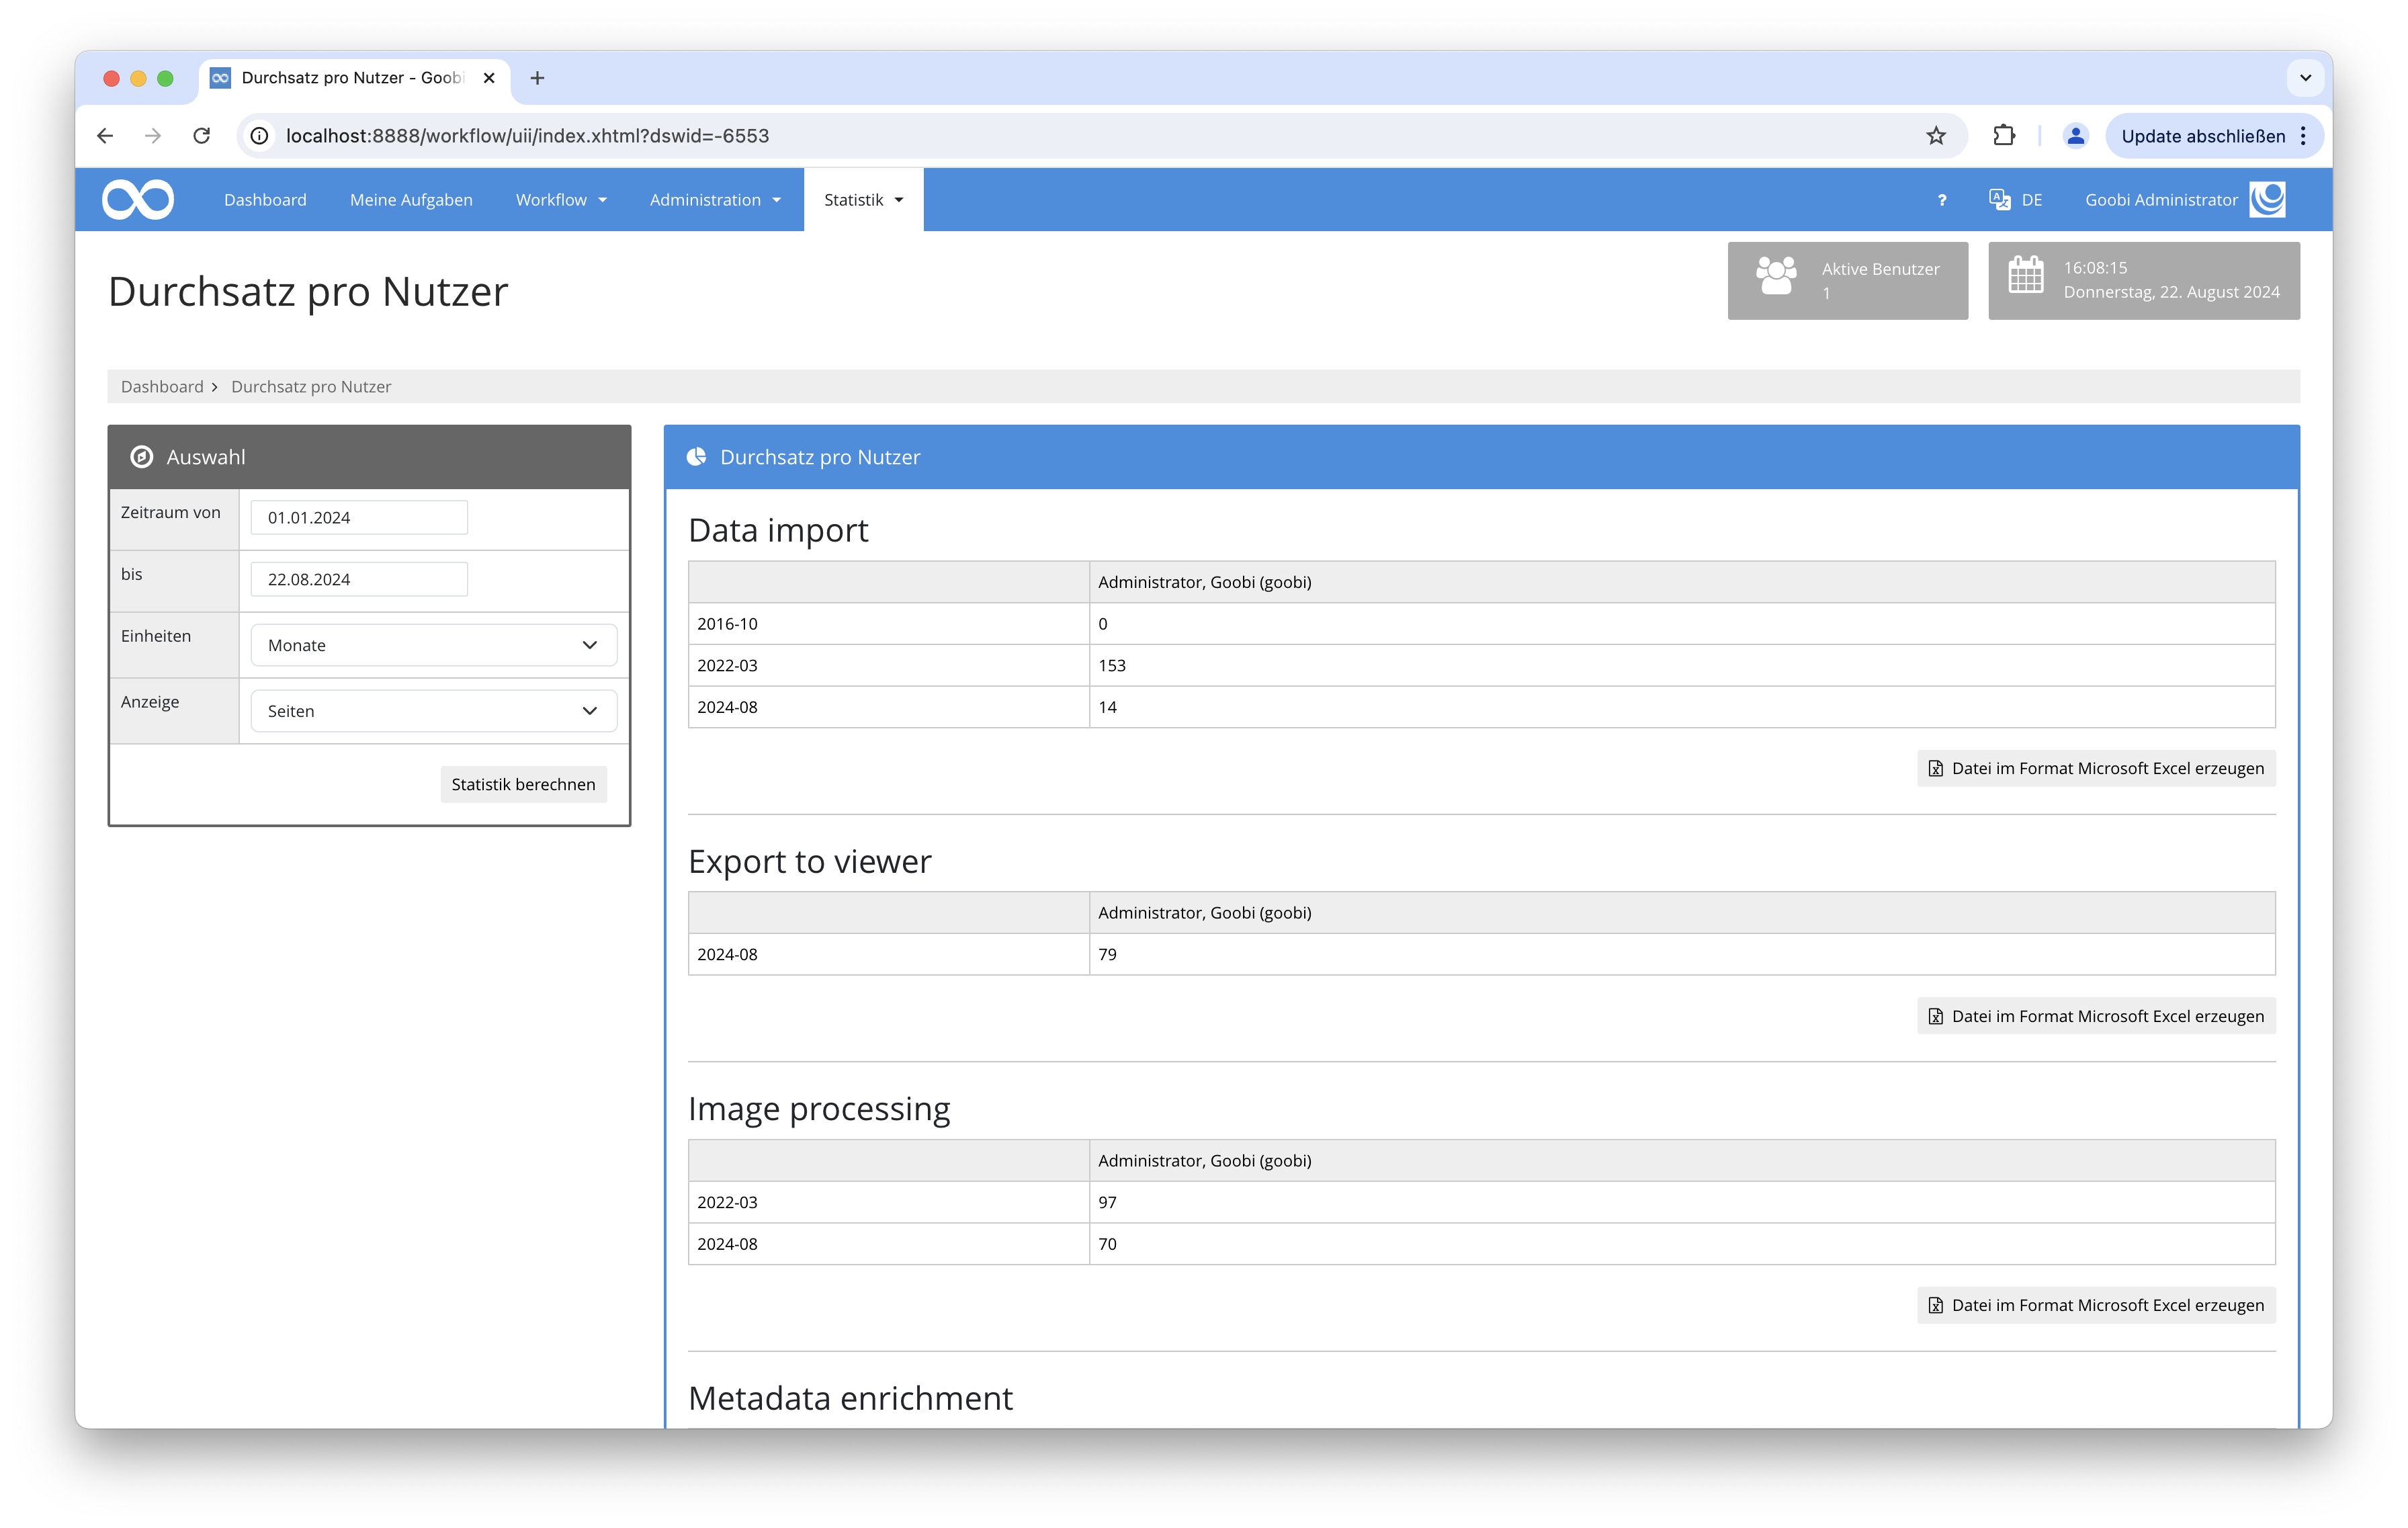 Durchsatz pro Nutzer - Goobi
localhost:8888/workflow/uii/index.xhtml?dswid=-6553
Update abschließen
Dashboard
Meine Aufgaben
Workflow
Administration
Statistik
?
DE
Goobi Administrator
Durchsatz pro Nutzer
Aktive Benutzer
1
16:08:15
Donnerstag, 22. August 2024
Dashboard > Durchsatz pro Nutzer
Auswahl
Zeitraum von
01.01.2024
bis
22.08.2024
Einheiten
Monate
Anzeige
Seiten
Statistik berechnen
Durchsatz pro Nutzer
Data import
Administrator, Goobi (goobi)
2016-10 0
2022-03 153
2024-08 14
Datei im Format Microsoft Excel erzeugen
Export to viewer
Administrator, Goobi (goobi)
2024-08 79
Datei im Format Microsoft Excel erzeugen
Image processing
Administrator, Goobi (goobi)
2022-03 97
2024-08 70
Datei im Format Microsoft Excel erzeugen
Metadata enrichment